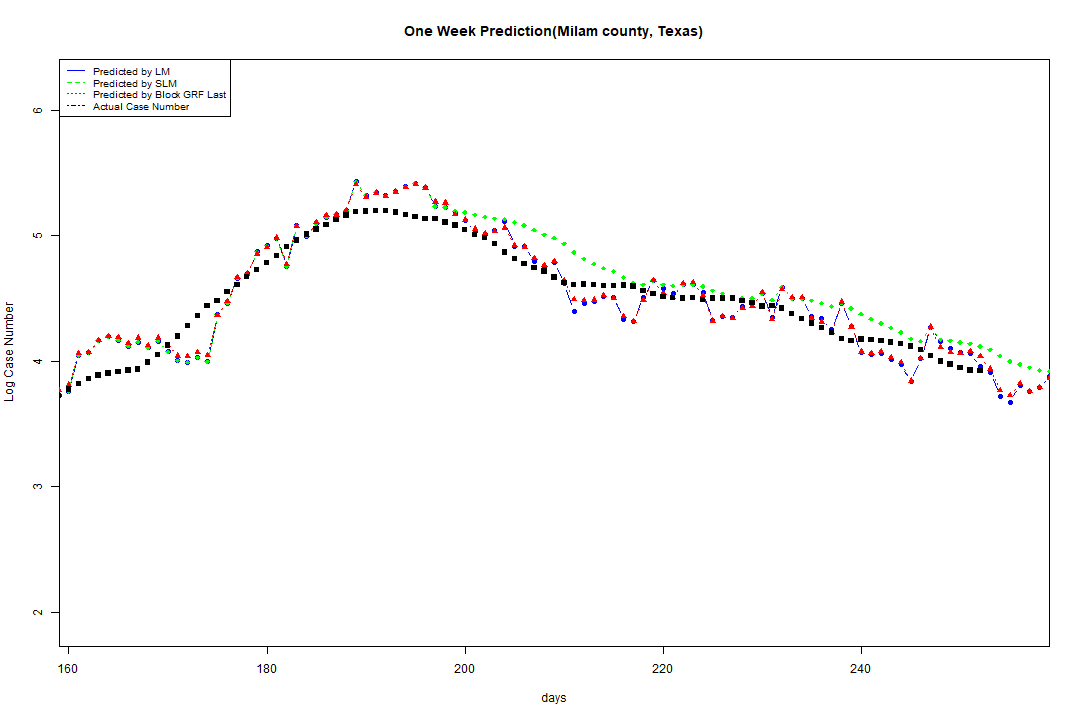 One Week Prediction(Milam county, Texas)
Predicted by LM
Predicted by SLM
Predicted by Block GRF Last
Actual Case Number
6
5
4
3
2
Log Case Number
160 180 200 220 240
days